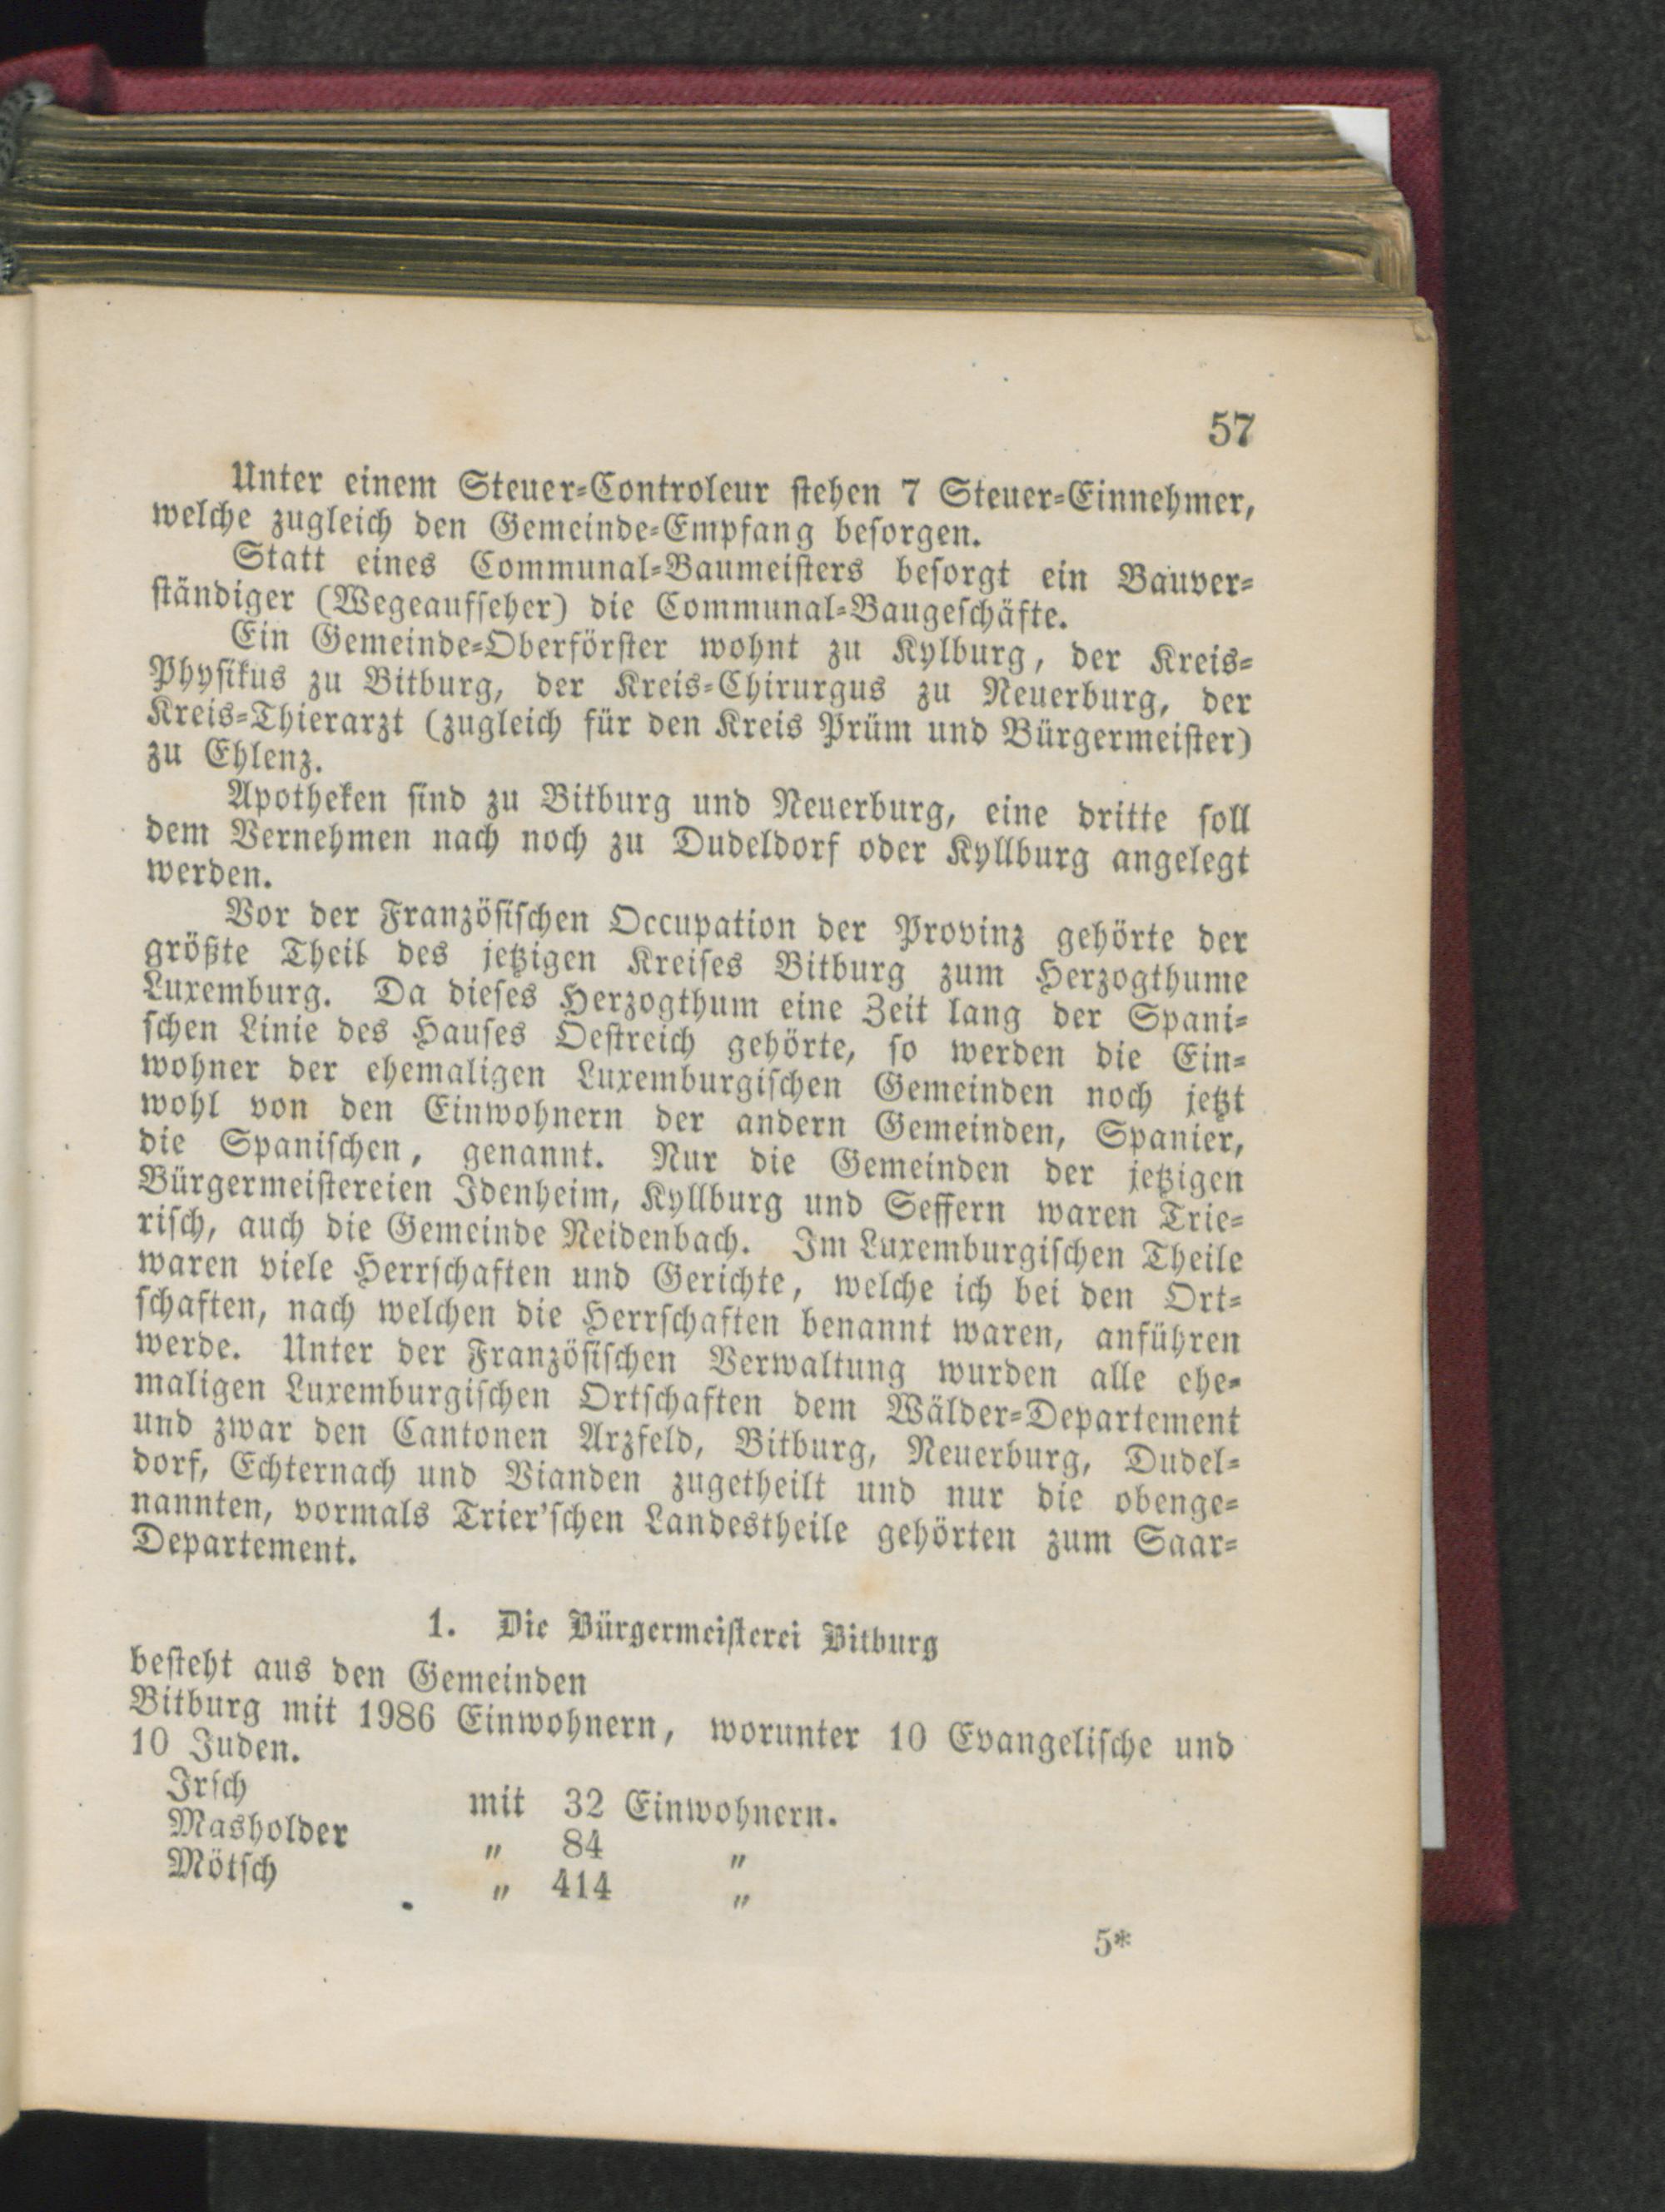 57
Unter einem Steuer-Controleur stehen 7 Steuer-Einnehmer,
welche zugleich den Gemeinde-Empfang besorgen.
Statt eines Communal-Baumeisters besorgt ein Bauver-
ständiger (Wegeaufseher) die Communal-Baugeschäfte.
Ein Gemeinde-Oberförster wohnt zu Kylburg, der Kreis-
Physikus zu Bitburg, der Kreis-Chirurgus zu Neuerburg, der
Kreis-Thierarzt (zugleich für den Kreis Prüm und Bürgermeister)
zu Ehlenz.
Apotheken sind zu Bitburg und Neuerburg, eine dritte soll
dem Vernehmen nach noch zu Dudeldorf oder Kyllburg angelegt
werden.
Vor der Französischen Occupation der Provinz gehörte der
größte Theil des jetzigen Kreises Bitburg zum Herzogthume
Luxemburg. Da dieses Herzogthum eine Zeit lang der Spani-
schen Linie des Hauses Oestreich gehörte, so werden die Ein-
wohner der ehemaligen Luxemburgischen Gemeinden noch jetzt
wohl von den Einwohnern der andern Gemeinden, Spanier,
die Spanischen, genannt. Nur die Gemeinden der jetzigen
Bürgermeistereien Idenheim, Kyllburg und Seffern waren Trie-
risch, auch die Gemeinde Neidenbach. Im Luxemburgischen Theile
waren viele Herrschaften und Gerichte, welche ich bei den Ort-
schaften, nach welchen die Herrschaften benannt waren, anführen
werde. Unter der Französischen Verwaltung wurden alle ehe-
maligen Luxemburgischen Ortschaften dem Wälder-Departement
und zwar den Cantonen Arzfeld, Bitburg, Neuerburg, Dudel-
dorf, Echternach und Vianden zugetheilt und nur die obenge-
nannten, vormals Trier'schen Landestheile gehörten zum Saar-
Departement.
1. Die Bürgermeisterei Bitburg
besteht aus den Gemeinden
Bitburg mit 1986 Einwohnern, worunter 10 Evangelische und
10 Juden.
Irsch mit 32 Einwohnern.
Masholder „ 84 „
Mötsch „ 414 „
5*